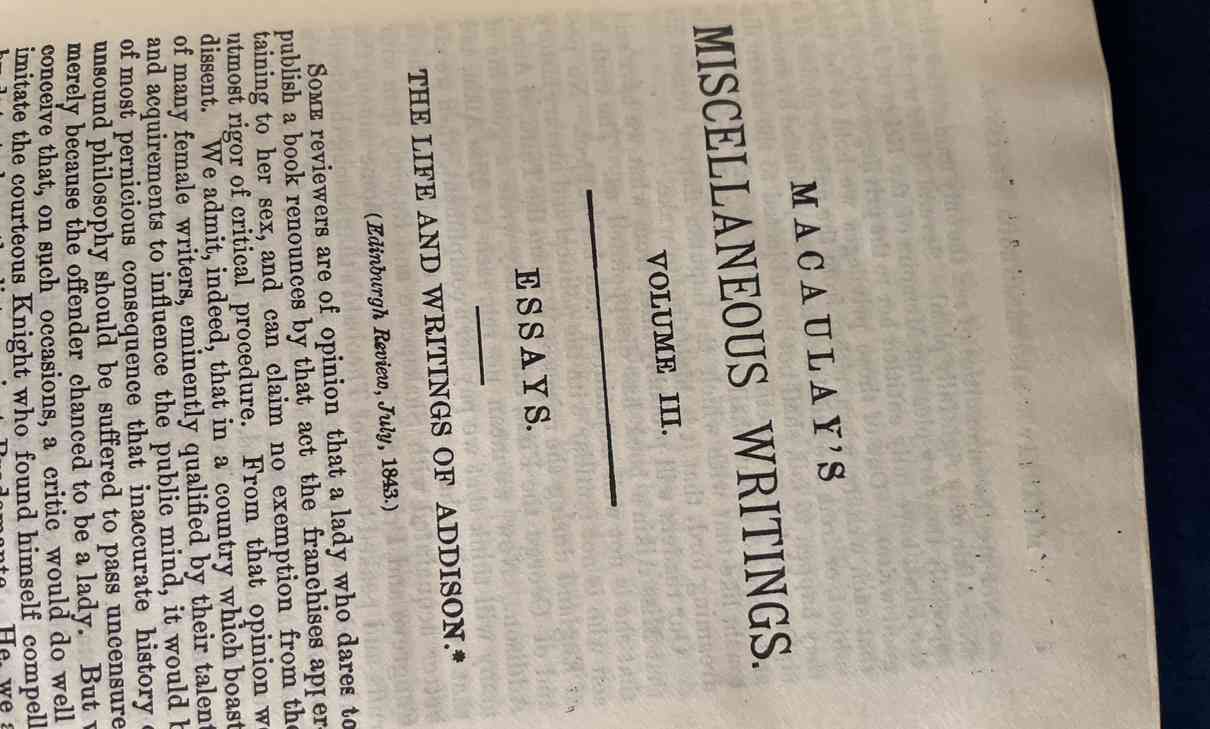 MACAULAY'S
MISCELLANEOUS WRITINGS.
VOLUME III.
ESSAYS.
THE LIFE AND WRITINGS OF ADDISON.*
(Edinburgh Review, July, 1843.)
SOME reviewers are of opinion that a lady who dares to
publish a book renounces by that act the franchises apper-
taining to her sex, and can claim no exemption from the
utmost rigor of critical procedure. From that opinion we
dissent. We admit, indeed, that in a country which boast
of many female writers, eminently qualified by their talent
and acquirements to influence the public mind, it would b
of most pernicious consequence that inaccurate history o
unsound philosophy should be suffered to pass uncensure
merely because the offender chanced to be a lady. But w
conceive that, on such occasions, a critic would do well
imitate the courteous Knight who found himself compell
He, we